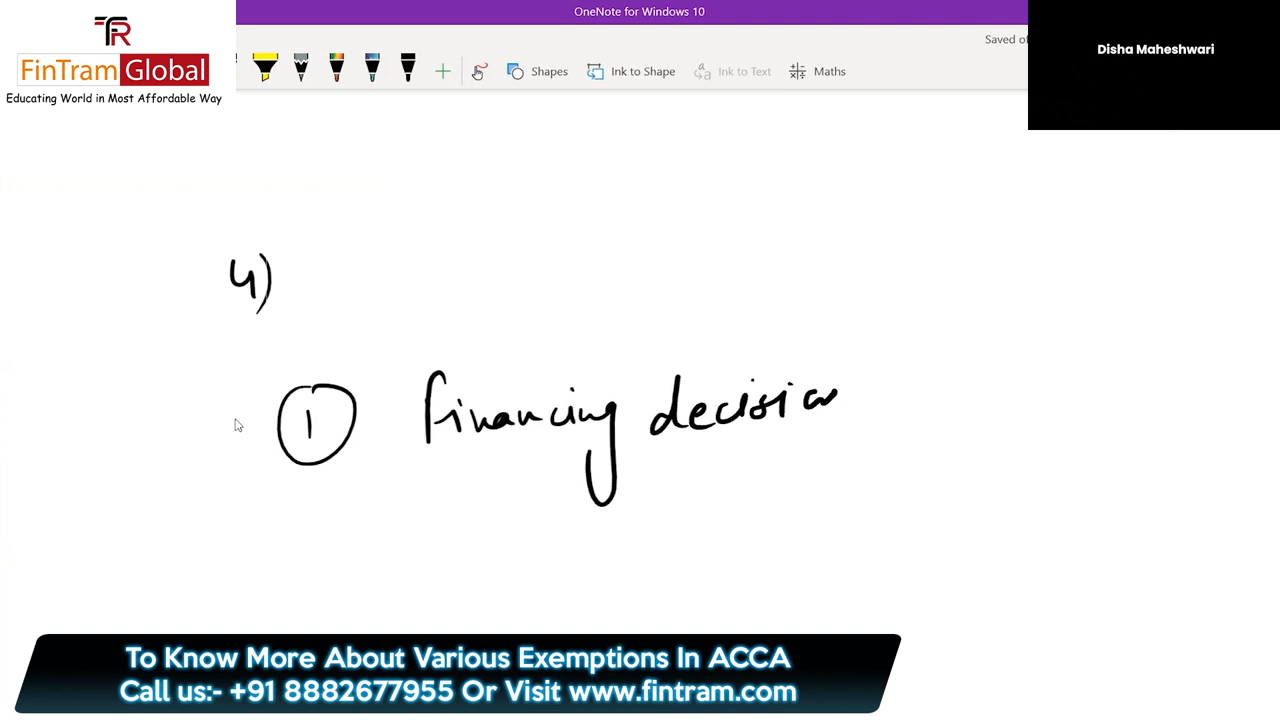 OneNote for Windows 10
TR
FinTram Global
Educating World in Most Affordable Way
Shapes
Ink to Shape
Ink to Text
Maths
Saved of
Disha Maheshwari
4)
1 financing decision
To Know More About Various Exemptions In ACCA
Call us:- +91 8882677955 Or Visit www.fintram.com